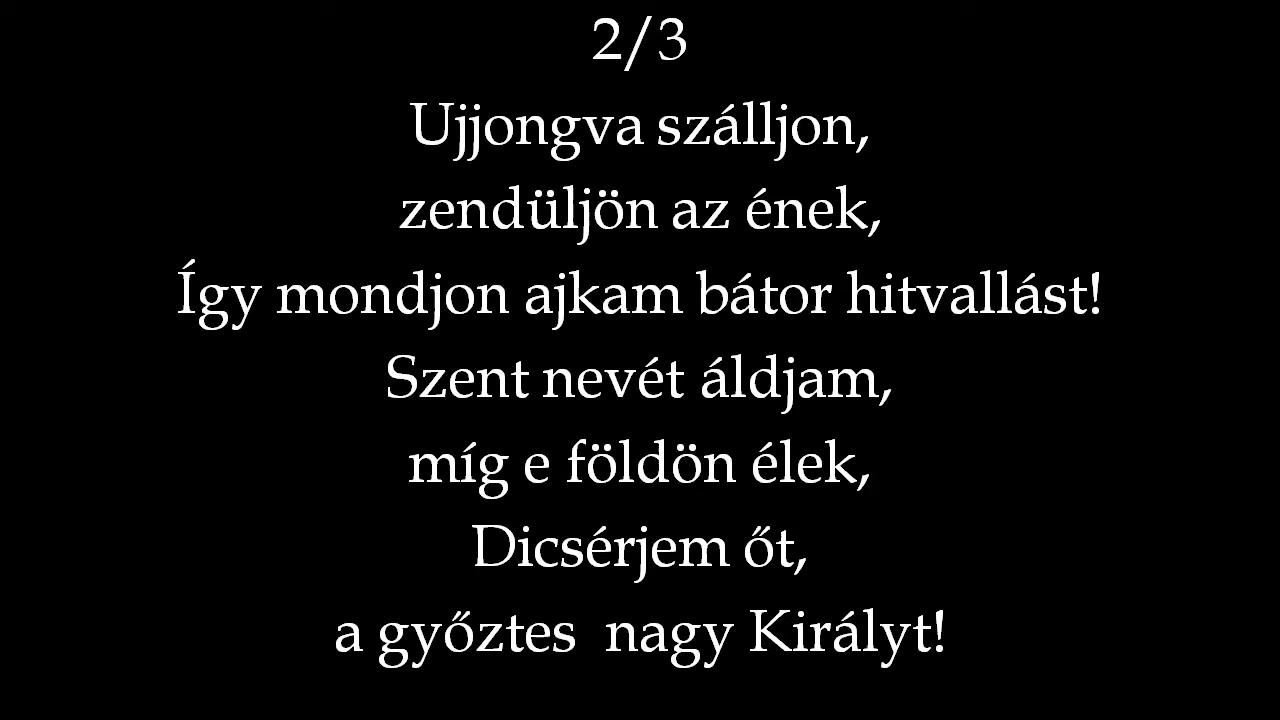 2/3
Ujjongva szálljon,
zendüljön az ének,
Így mondjon ajkam bátor hitvallást!
Szent nevét áldjam,
míg e földön élek,
Dicsérjem őt,
a győztes  nagy Királyt!